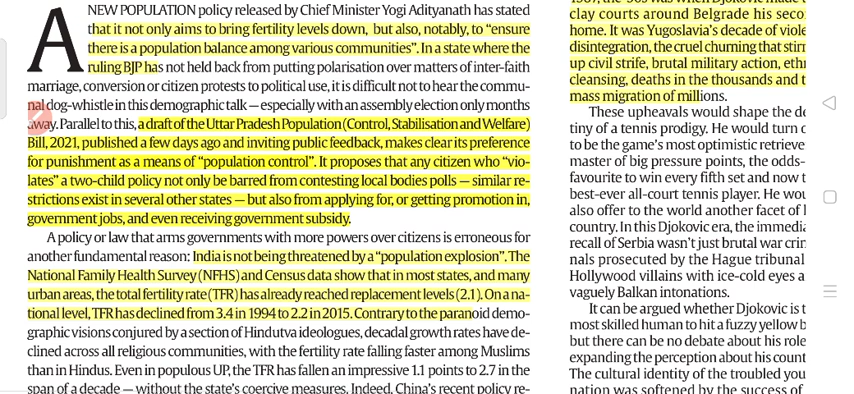 A NEW POPULATION policy released by Chief Minister Yogi Adityanath has stated
that it not only aims to bring fertility levels down, but also, notably, to “ensure
there is a population balance among various communities”. In a state where the
ruling BJP has not held back from putting polarisation over matters of inter-faith
marriage, conversion or citizen protests to political use, it is difficult not to hear the commu-
nal dog-whistle in this demographic talk — especially with an assembly election only months
away. Parallel to this, a draft of the Uttar Pradesh Population (Control, Stabilisation and Welfare)
Bill, 2021, published a few days ago and inviting public feedback, makes clear its preference
for punishment as a means of “population control”. It proposes that any citizen who “vio-
lates” a two-child policy not only be barred from contesting local bodies polls — similar re-
strictions exist in several other states — but also from applying for, or getting promotion in,
government jobs, and even receiving government subsidy.
A policy or law that arms governments with more powers over citizens is erroneous for
another fundamental reason: India is not being threatened by a “population explosion”. The
National Family Health Survey (NFHS) and Census data show that in most states, and many
urban areas, the total fertility rate (TFR) has already reached replacement levels (2.1). On a na-
tional level, TFR has declined from 3.4 in 1994 to 2.2 in 2015. Contrary to the paranoid demo-
graphic visions conjured by a section of Hindutva ideologues, decadal growth rates have de-
clined across all religious communities, with the fertility rate falling faster among Muslims
than in Hindus. Even in populous UP, the TFR has fallen an impressive 1.1 points to 2.7 in the
span of a decade — without the state’s coercive measures. Indeed, China’s recent policy re-
clay courts around Belgrade his seco
home. It was Yugoslavia’s decade of viole
disintegration, the cruel churning that stirr
up civil strife, brutal military action, ethn
cleansing, deaths in the thousands and t
mass migration of millions.
These upheavals would shape the de
tiny of a tennis prodigy. He would turn o
to be the game’s most optimistic retrieve
master of big pressure points, the odds-
favourite to win every fifth set and now t
best-ever all-court tennis player. He wou
also offer to the world another facet of h
country. In this Djokovic era, the immedia
recall of Serbia wasn’t just brutal war crim
nals prosecuted by the Hague tribunal
Hollywood villains with ice-cold eyes a
vaguely Balkan intonations.
It can be argued whether Djokovic is t
most skilled human to hit a fuzzy yellow b
but there can be no debate about his role
expanding the perception about his count
The cultural identity of the troubled you
nation was softened by the success of